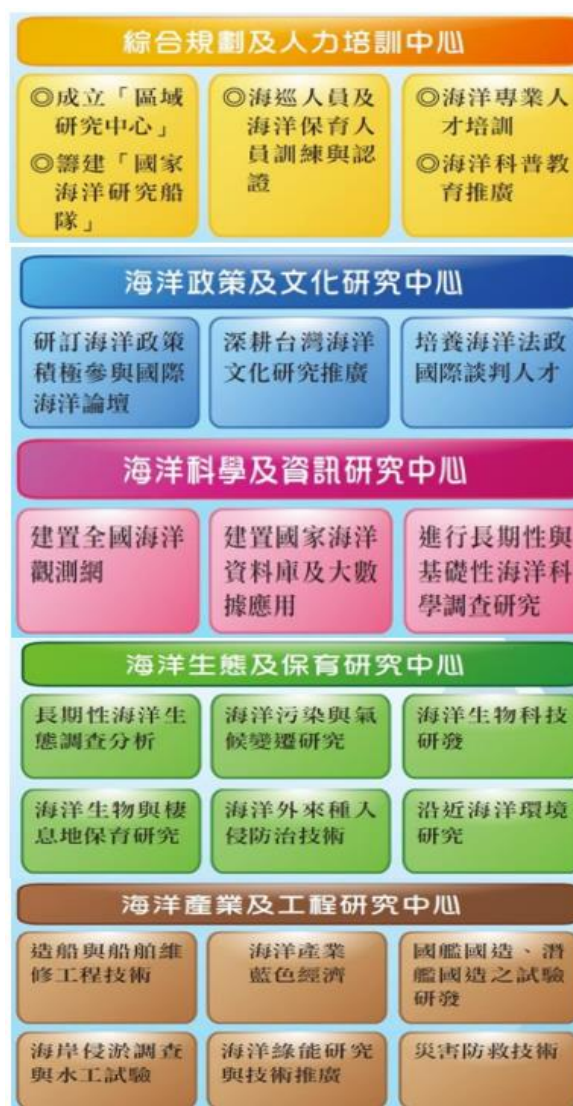 綜合規劃及人力培訓中心
◎成立「區域
研究中心」
◎籌建「國家
海洋研究船
隊」
◎海巡人員及
海洋保育人
員訓練與認
證
◎海洋專業人
才培訓
◎海洋科普教
育推廣
海洋政策及文化研究中心
研訂海洋政策
積極參與國際
海洋論壇
深耕台灣海洋
文化研究推廣
培養海洋法政
國際談判人才
海洋科學及資訊研究中心
建置全國海洋
觀測網
建置國家海洋
資料庫及大數
據應用
進行長期性與
基礎性海洋科
學調查研究
海洋生態及保育研究中心
長期性海洋生
態調查分析
海洋污染與氣
候變遷研究
海洋生物科技
研發
海洋生物與棲
息地保育研究
海洋外來種入
侵防治技術
沿近海洋環境
研究
海洋產業及工程研究中心
造船與船舶維
修工程技術
海洋產業
藍色經濟
國艦國造、潛
艦國造之試驗
研發
海岸侵淤調查
與水工試驗
海洋綠能研究
與技術推廣
災害防救技術